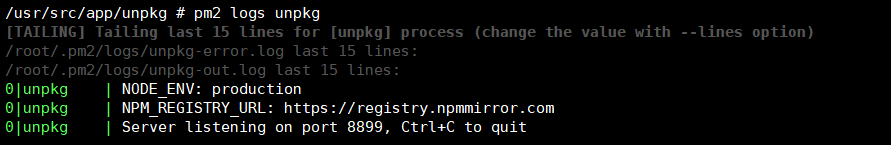 /usr/src/app/unpkg # pm2 logs unpkg
[TAILING] Tailing last 15 lines for [unpkg] process (change the value with --lines option)
/root/.pm2/logs/unpkg-error.log last 15 lines:
/root/.pm2/logs/unpkg-out.log last 15 lines:
0|unpkg    | NODE_ENV: production
0|unpkg    | NPM_REGISTRY_URL: https://registry.npmmirror.com
0|unpkg    | Server listening on port 8899, Ctrl+C to quit